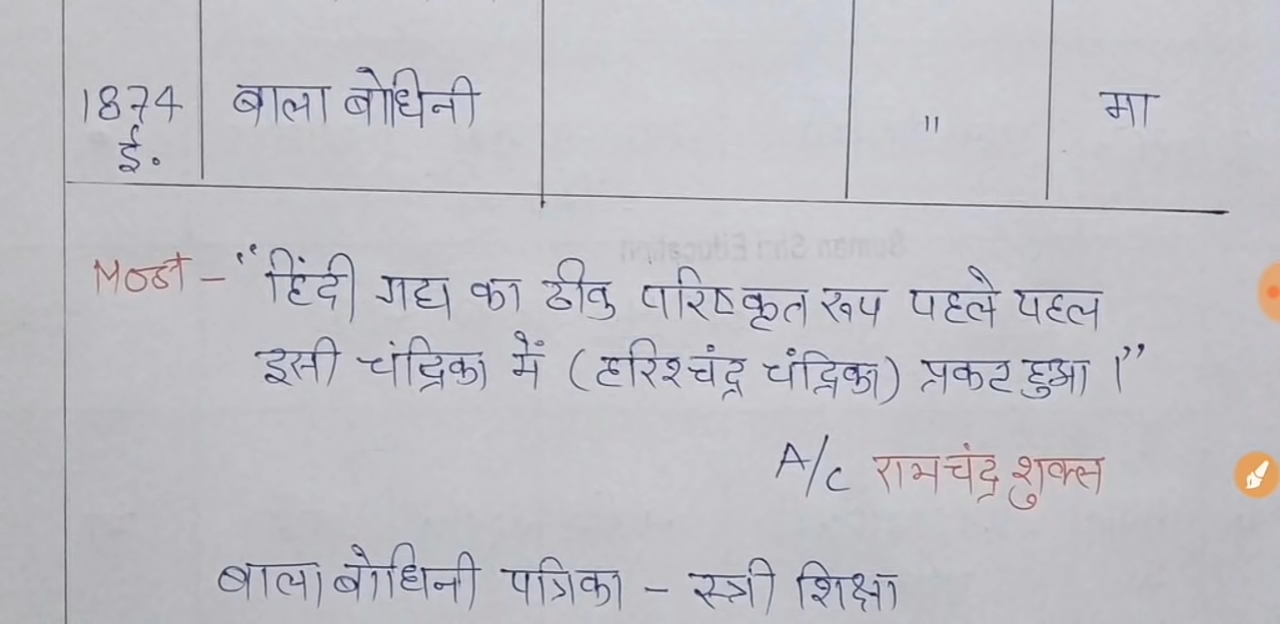 1874 बाला बोधिनी " मा
ई.
Most - "हिंदी गद्य का ठीक परिष्कृत रूप पहले पहल
इसी चंद्रिका में (हरिश्चंद्र चंद्रिका) प्रकट हुआ।"
A/c रामचंद्र शुक्ल
बाला बोधिनी पत्रिका - स्त्री शिक्षा